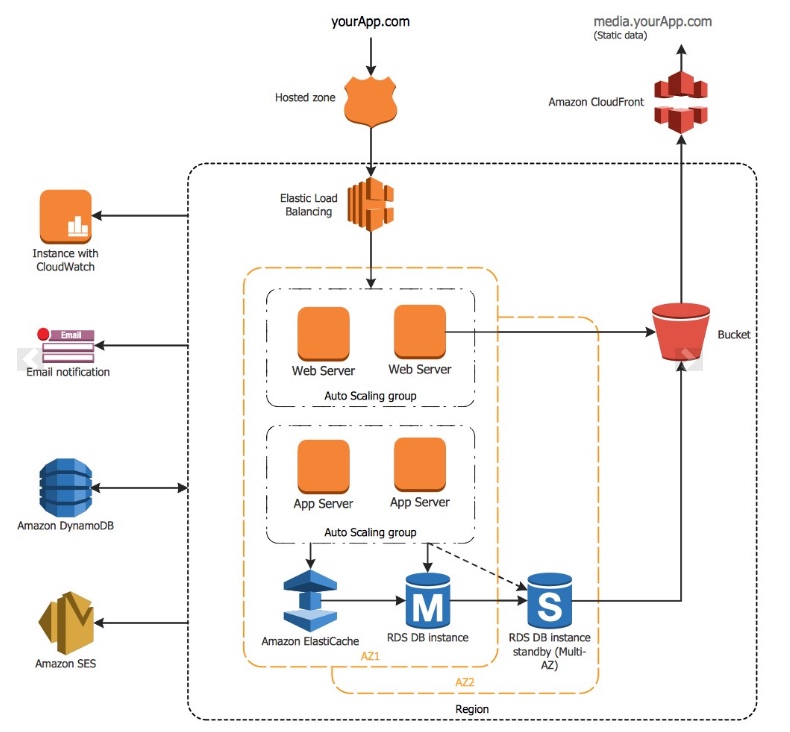 yourApp.com
media.yourApp.com
(Static data)
Hosted zone
Amazon CloudFront
Elastic Load
Balancing
Instance with
CloudWatch
Email
Email notification
Web Server
Web Server
Auto Scaling group
Bucket
App Server
App Server
Auto Scaling group
Amazon DynamoDB
M
S
Amazon ElastiCache
RDS DB instance
RDS DB instance
standby (Multi-
AZ)
Amazon SES
AZ1
AZ2
Region